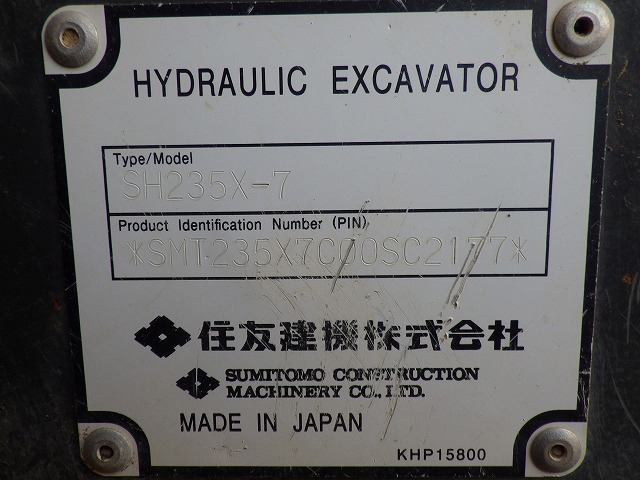 HYDRAULIC EXCAVATOR
Type/Model
SH235X-7
Product Identification Number (PIN)
*SMT235X7C00SC2177*
住友建機株式会社
SUMITOMO CONSTRUCTION
MACHINERY CO., LTD.
MADE IN JAPAN
KHP15800